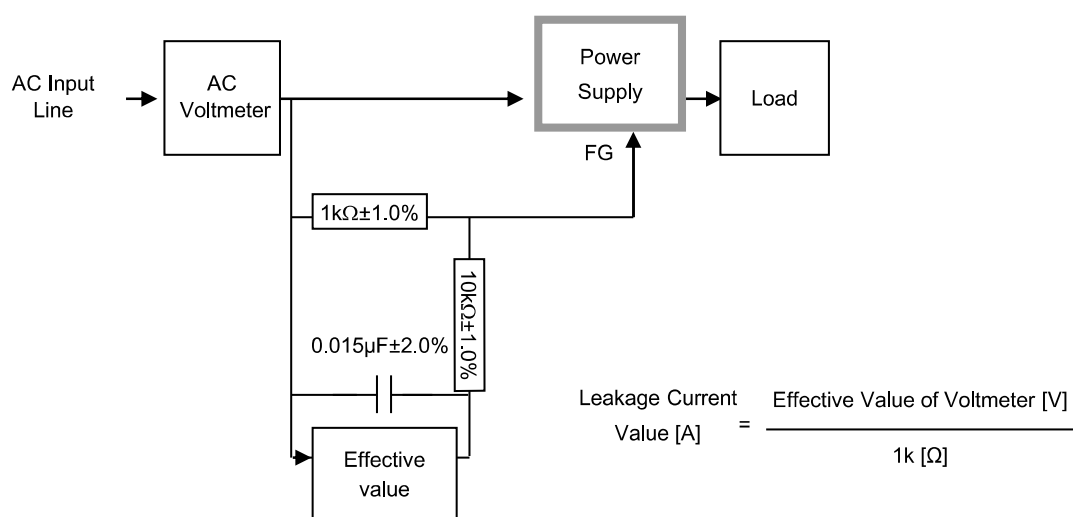 AC Input
Line
AC
Voltmeter
Power
Supply
Load
FG
1kΩ±1.0%
10kΩ±1.0%
0.015µF±2.0%
Effective
value
Leakage Current
Value [A]
=
Effective Value of Voltmeter [V]
1k [Ω]